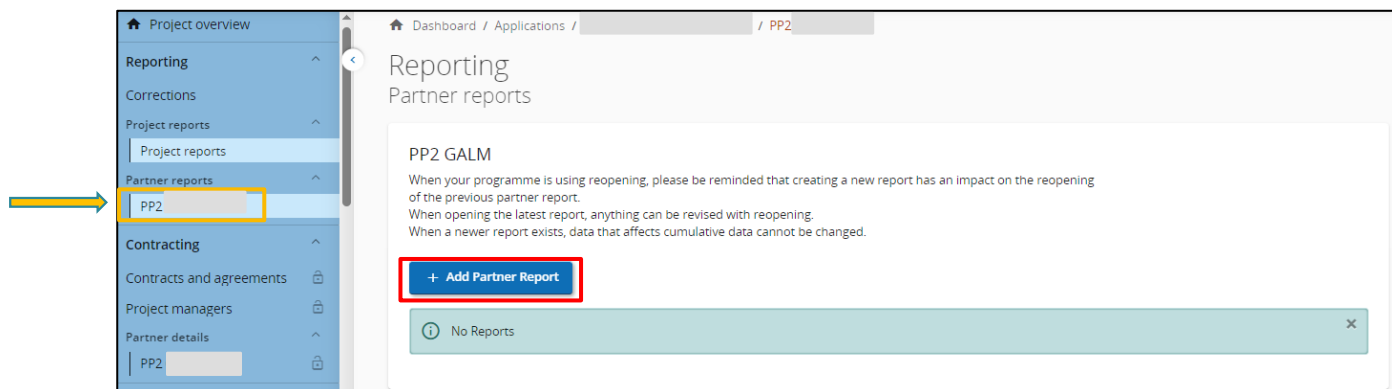 Project overview
Reporting
Corrections
Project reports
Project reports
Partner reports
PP2
Contracting
Contracts and agreements
Project managers
Partner details
PP2
Dashboard / Applications / / PP2
Reporting
Partner reports
PP2 GALM
When your programme is using reopening, please be reminded that creating a new report has an impact on the reopening
of the previous partner report.
When opening the latest report, anything can be revised with reopening.
When a newer report exists, data that affects cumulative data cannot be changed.
+ Add Partner Report
No Reports